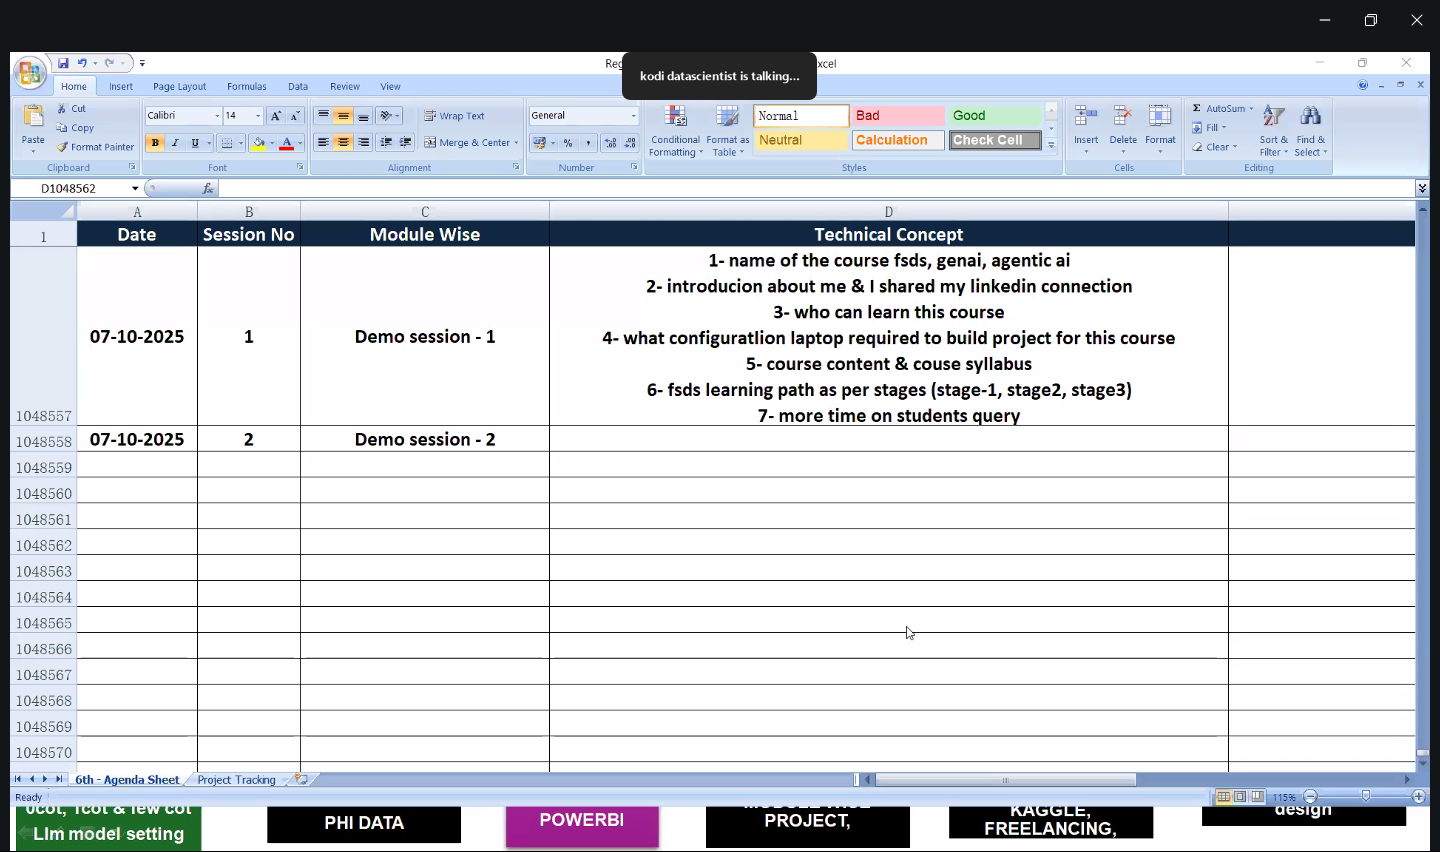 Reg
xcel
kodi datascientist is talking...
Home Insert Page Layout Formulas Data Review View
Paste
Cut
Copy
Format Painter
Clipboard
Calibri 14
B I U
Font
Wrap Text
Merge & Center
Alignment
General
%
Number
Conditional Formatting
Format as Table
Normal Bad Good
Neutral Calculation Check Cell
Styles
Insert Delete Format
Cells
AutoSum
Fill
Clear
Sort & Filter
Find & Select
Editing
D1048562 fx
A B C D
1 Date Session No Module Wise Technical Concept
1048557 07-10-2025 1 Demo session - 1
1- name of the course fsds, genai, agentic ai
2- introducion about me & I shared my linkedin connection
3- who can learn this course
4- what configuratlion laptop required to build project for this course
5- course content & couse syllabus
6- fsds learning path as per stages (stage-1, stage2, stage3)
7- more time on students query
1048558 07-10-2025 2 Demo session - 2
1048559
1048560
1048561
1048562
1048563
1048564
1048565
1048566
1048567
1048568
1048569
1048570
6th - Agenda Sheet Project Tracking
Ready 115%
Llm model setting
PHI DATA
POWERBI
PROJECT,
KAGGLE,
FREELANCING,
design